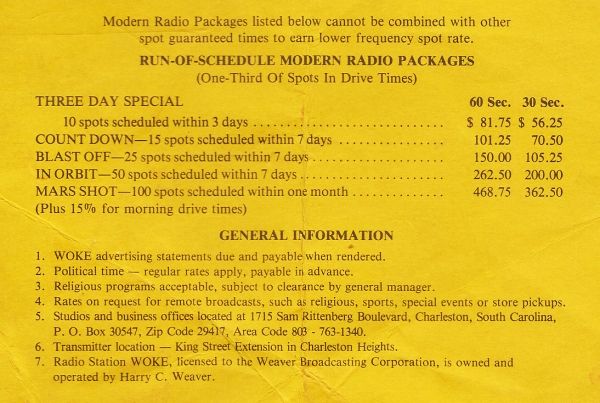 Modern Radio Packages listed below cannot be combined with other
spot guaranteed times to earn lower frequency spot rate.
RUN-OF-SCHEDULE MODERN RADIO PACKAGES
(One-Third Of Spots In Drive Times)
THREE DAY SPECIAL 60 Sec. 30 Sec.
10 spots scheduled within 3 days .............................. $ 81.75 $ 56.25
COUNT DOWN—15 spots scheduled within 7 days ................ 101.25 70.50
BLAST OFF—25 spots scheduled within 7 days .................... 150.00 105.25
IN ORBIT—50 spots scheduled within 7 days ...................... 262.50 200.00
MARS SHOT—100 spots scheduled within one month .............. 468.75 362.50
(Plus 15% for morning drive times)
GENERAL INFORMATION
1. WOKE advertising statements due and payable when rendered.
2. Political time — regular rates apply, payable in advance.
3. Religious programs acceptable, subject to clearance by general manager.
4. Rates on request for remote broadcasts, such as religious, sports, special events or store pickups.
5. Studios and business offices located at 1715 Sam Rittenberg Boulevard, Charleston, South Carolina,
P. O. Box 30547, Zip Code 29417, Area Code 803 - 763-1340.
6. Transmitter location — King Street Extension in Charleston Heights.
7. Radio Station WOKE, licensed to the Weaver Broadcasting Corporation, is owned and
operated by Harry C. Weaver.